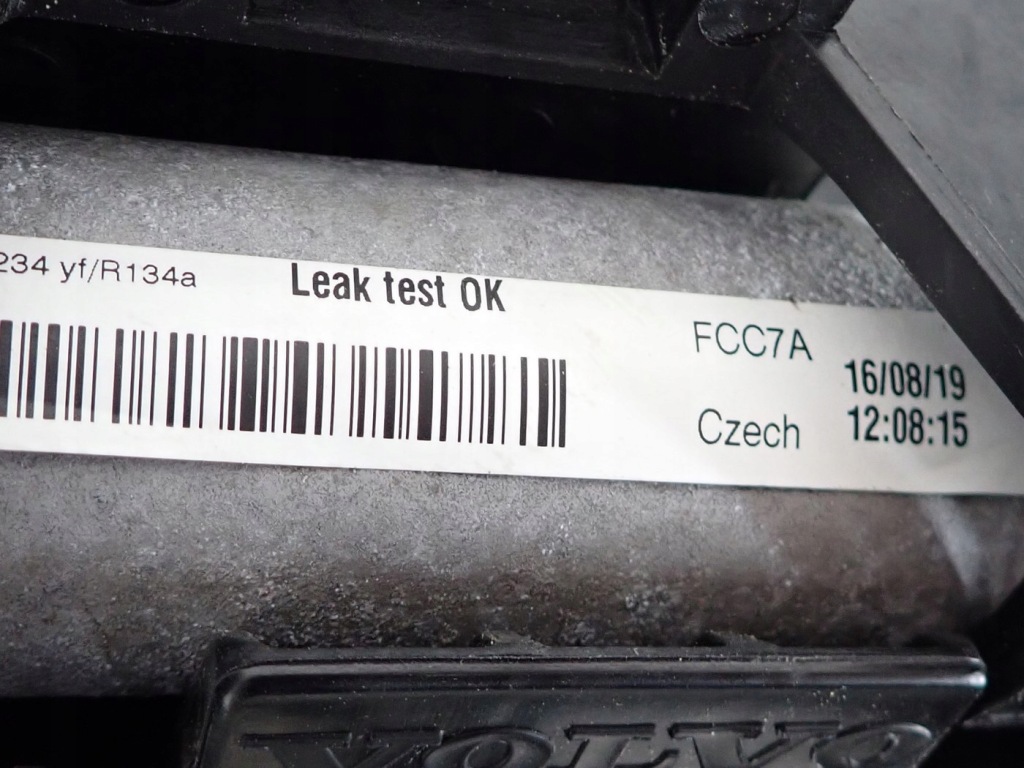 234 yf/R134a
Leak test OK
FCC7A
16/08/19
Czech
12:08:15
VOLVO